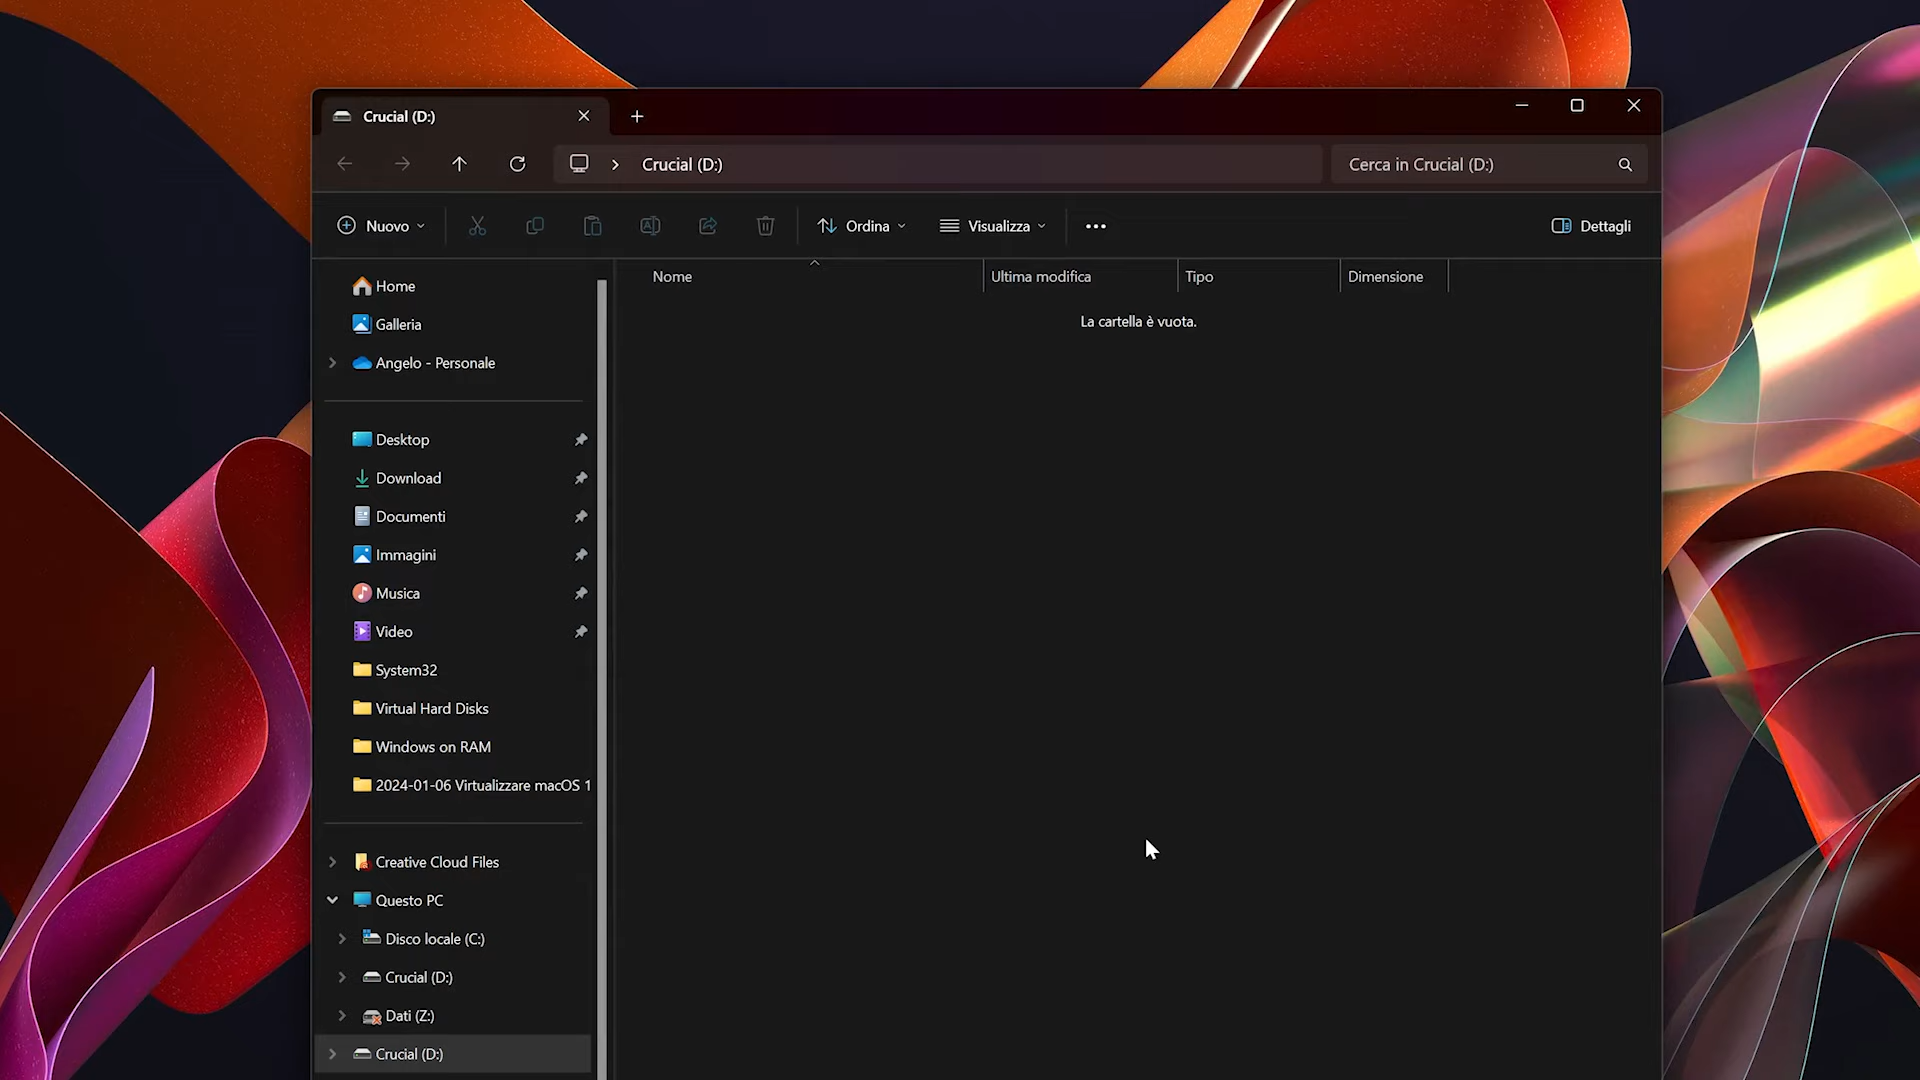 Crucial (D:)
Crucial (D:)
Cerca in Crucial (D:)
Nuovo
Ordina
Visualizza
Dettagli
Nome
Ultima modifica
Tipo
Dimensione
La cartella è vuota.
Home
Galleria
Angelo - Personale
Desktop
Download
Documenti
Immagini
Musica
Video
System32
Virtual Hard Disks
Windows on RAM
2024-01-06 Virtualizzare macOS 1
Creative Cloud Files
Questo PC
Disco locale (C:)
Crucial (D:)
Dati (Z:)
Crucial (D:)